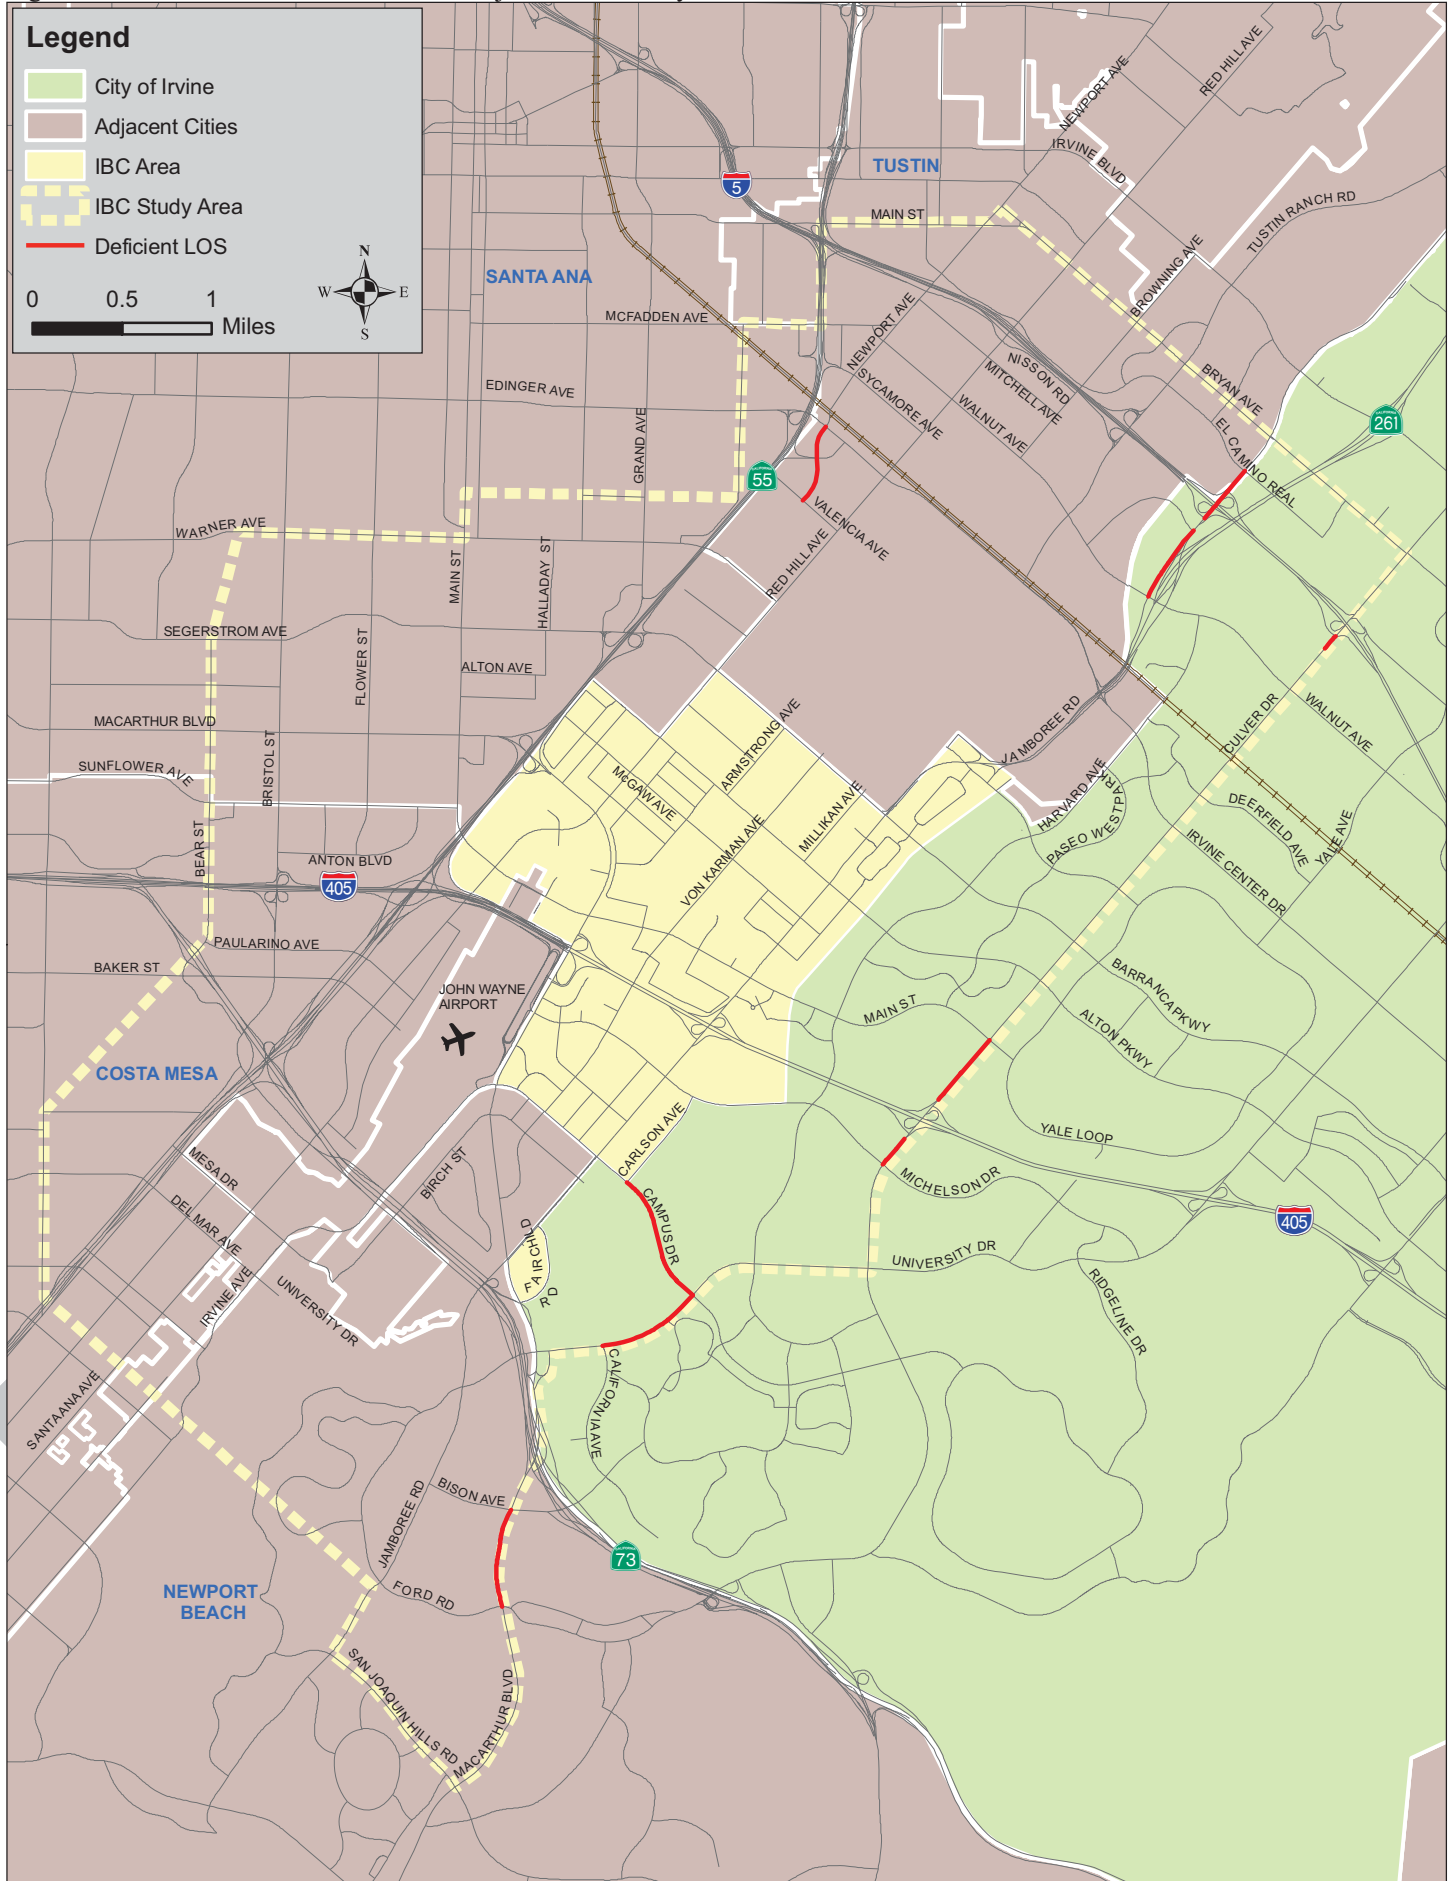 Legend
City of Irvine
Adjacent Cities
IBC Area
IBC Study Area
Deficient LOS
0 0.5 1
Miles
N
W E
S
TUSTIN
5
MAIN ST
NEWPORT AVE
RED HILL AVE
IRVINE BLVD
TUSTIN RANCH RD
BROWNING AVE
SANTA ANA
MCFADDEN AVE
NEWPORT AVE
NISSON RD
MITCHELL AVE
SYCAMORE AVE
WALNUT AVE
BRYAN AVE
EL CAMINO REAL
CALIFORNIA
261
EDINGER AVE
GRAND AVE
CALIFORNIA
55
VALENCIA AVE
RED HILL AVE
WARNER AVE
MAIN ST
HALLADAY ST
SEGERSTROM AVE
FLOWER ST
ALTON AVE
MACARTHUR BLVD
SUNFLOWER AVE
BRISTOL ST
BEAR ST
ANTON BLVD
405
PAULARINO AVE
BAKER ST
McGAW AVE
ARMSTRONG AVE
VON KARMAN AVE
MILLIKAN AVE
JAMBOREE RD
HARVARD AVE
PASEO WESTPARK
CULVER DR
WALNUT AVE
DEERFIELD AVE
YALE AVE
IRVINE CENTER DR
BARRANCA PKWY
ALTON PKWY
MAIN ST
YALE LOOP
MICHELSON DR
405
UNIVERSITY DR
RIDGELINE DR
JOHN WAYNE
AIRPORT
COSTA MESA
CARLSON AVE
CAMPUS DR
MESA DR
DEL MAR AVE
BIRCH ST
FAIRCHILD
RD
IRVINE AVE
UNIVERSITY DR
SANTA ANA AVE
CALIFORNIA AVE
BISON AVE
JAMBOREE RD
CALIFORNIA
73
FORD RD
NEWPORT
BEACH
SAN JOAQUIN HILLS RD
MACARTHUR BLVD